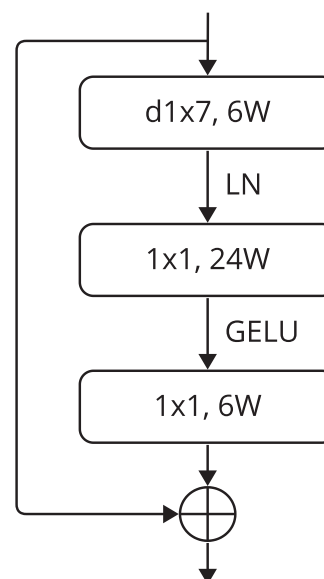 d1x7, 6W
LN
1x1, 24W
GELU
1x1, 6W